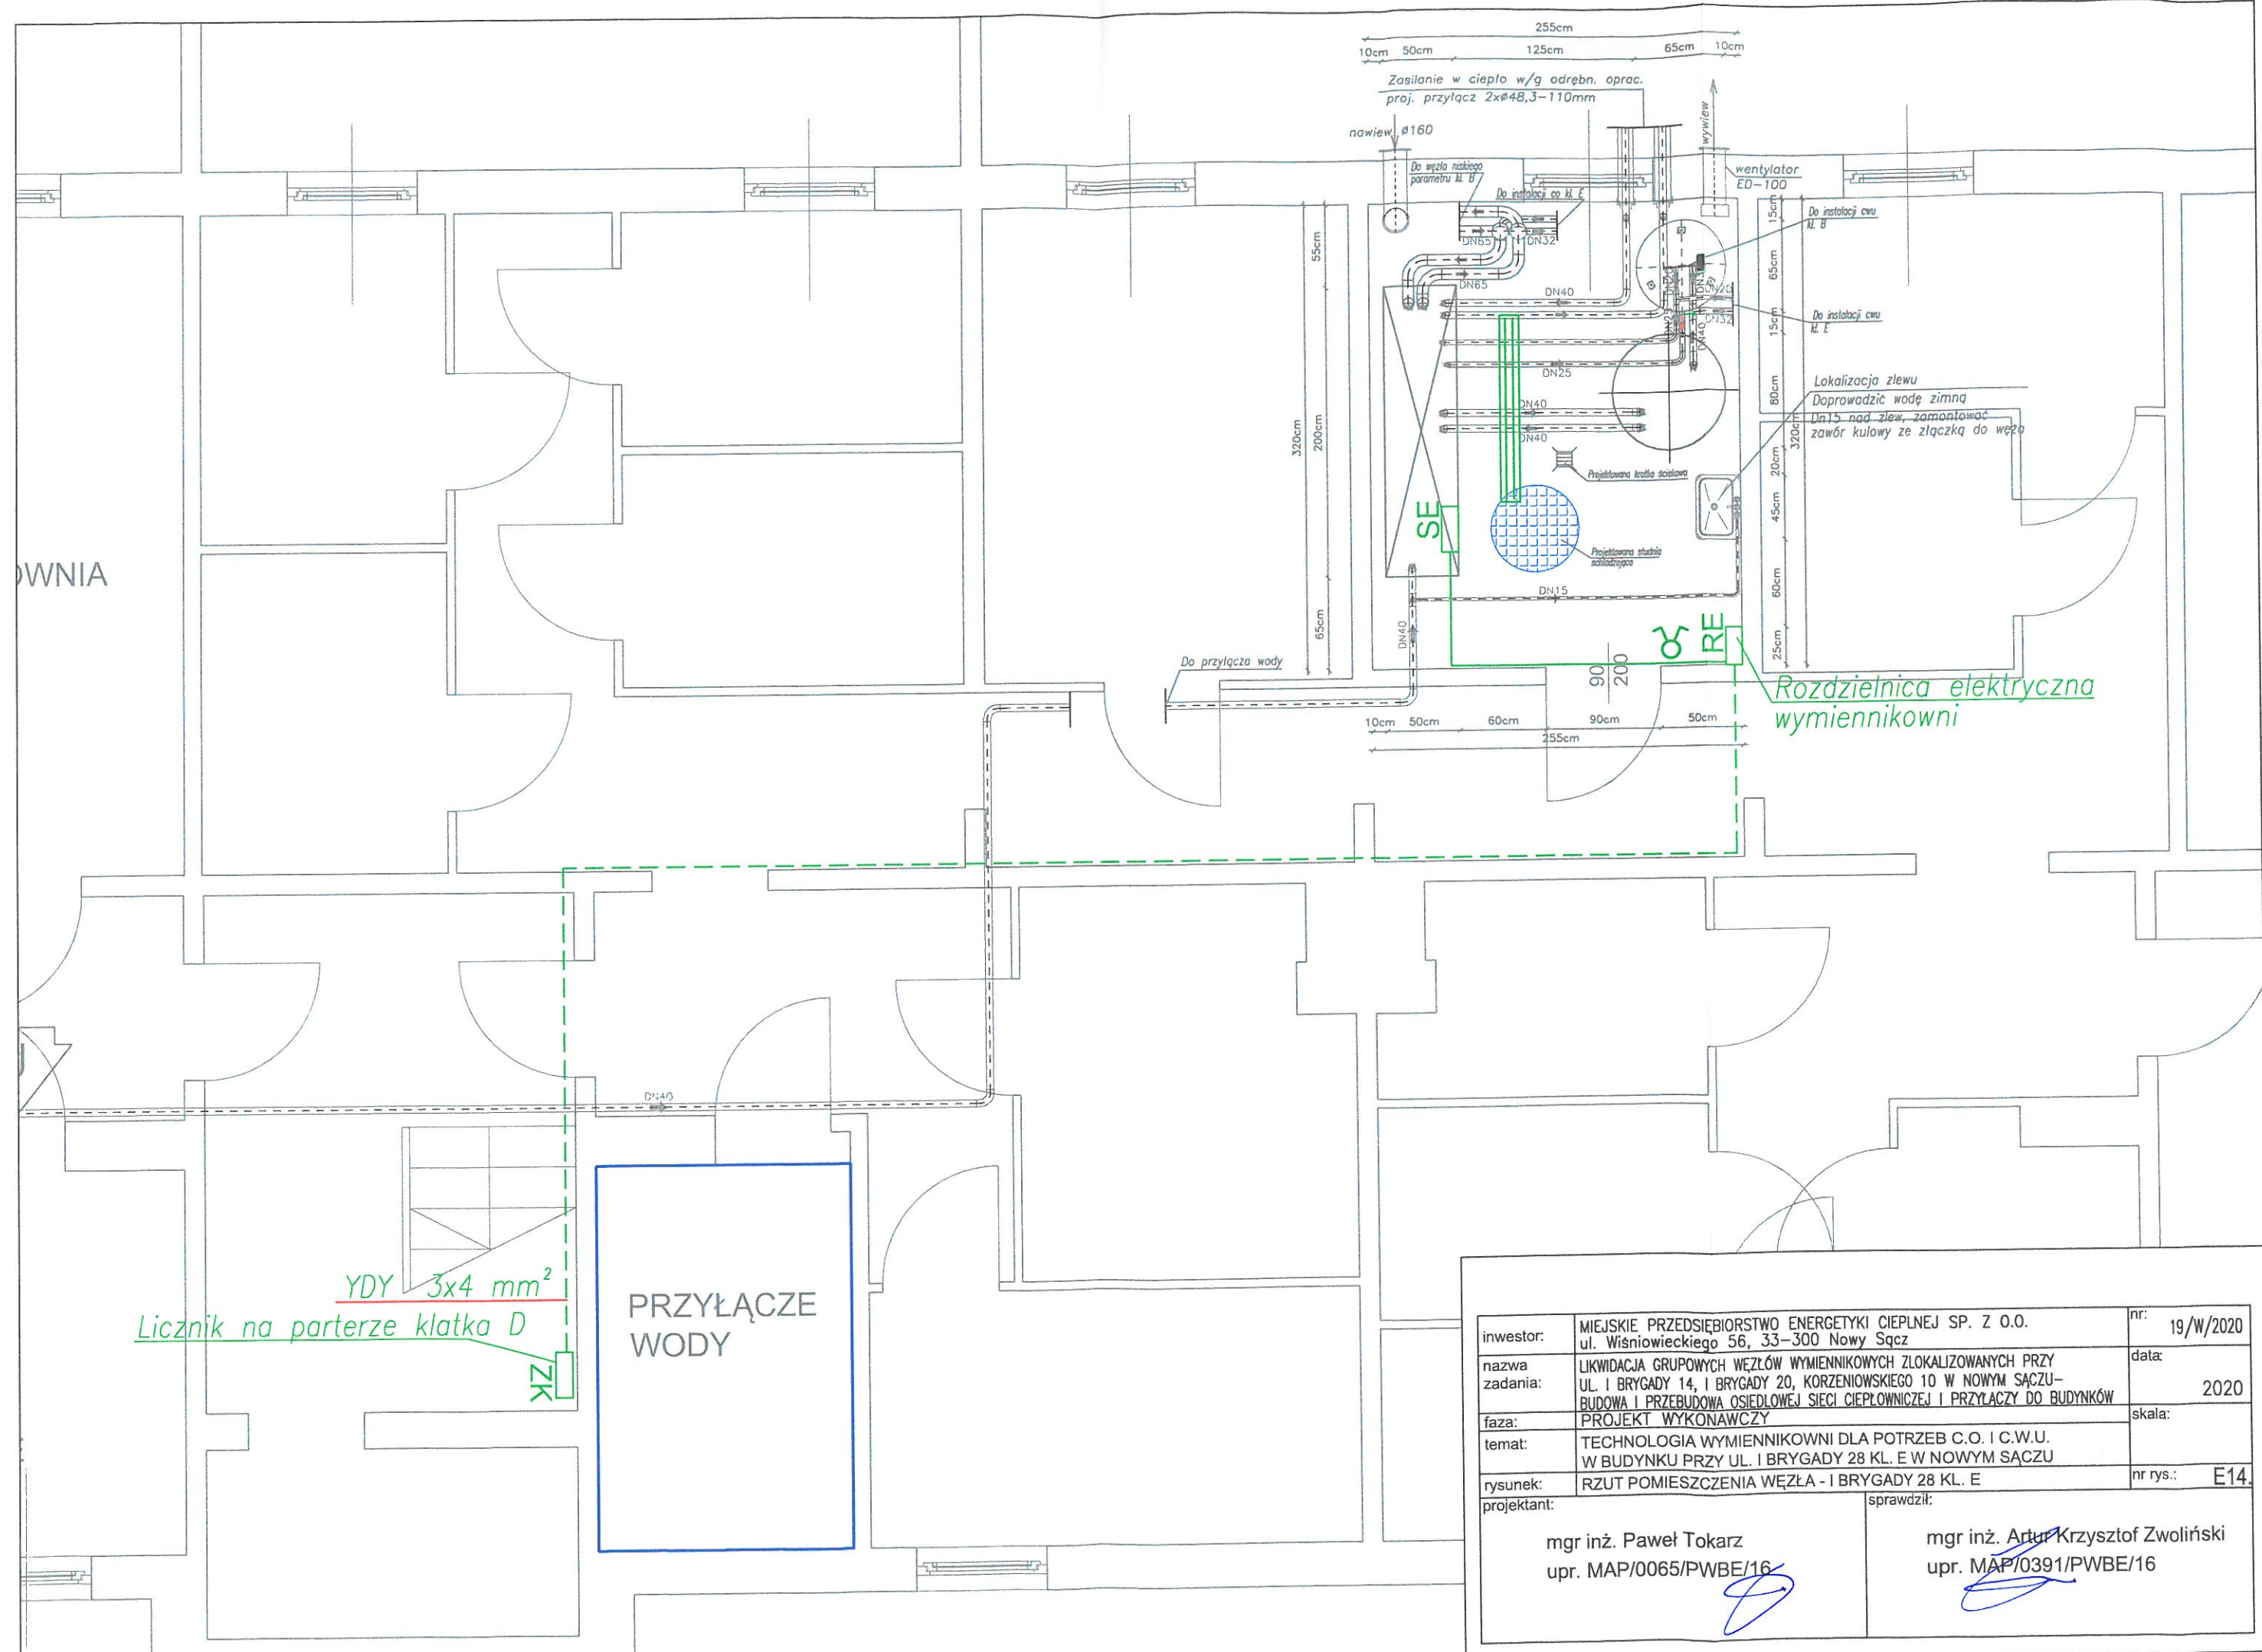 255cm
10cm 50cm 125cm 65cm 10cm
Zasilanie w ciepło w/g odrębn. oprac.
proj. przyłącz 2xø48,3-110mm
nawiew ø160
wywiew
wentylator
ED-100
Do węzła niskiego
parametru kl. B
Do instalacji co kl. E
DN65
DN32
DN65
Do instalacji cwu
kl. B
DN20
DN32
DN40
DN40
Do instalacji cwu
kl. E
DN25
DN40
DN40
Lokalizacja zlewu
Doprowadzić wodę zimną
Dn15 nad zlew, zamontować
zawór kulowy ze złączką do węża
Projektowana kratka ściekowa
Projektowana studnia
schładzająca
SE
DN15
DN40
RE
90
200
55cm
200cm
65cm
320cm
15cm
65cm
15cm
80cm
20cm
45cm
60cm
25cm
320cm
Do przyłącza wody
Rozdzielnica elektryczna
wymiennikowni
10cm 50cm 60cm 90cm 50cm
255cm
OWNIA
DN40
YDY 3x4 mm²
Licznik na parterze klatka D
ZK
PRZYŁĄCZE
WODY
inwestor: MIEJSKIE PRZEDSIĘBIORSTWO ENERGETYKI CIEPLNEJ SP. Z O.O.
ul. Wiśniowieckiego 56, 33-300 Nowy Sącz
nr: 19/W/2020
nazwa zadania: LIKWIDACJA GRUPOWYCH WĘZŁÓW WYMIENNIKOWYCH ZLOKALIZOWANYCH PRZY
UL. I BRYGADY 14, I BRYGADY 20, KORZENIOWSKIEGO 10 W NOWYM SĄCZU-
BUDOWA I PRZEBUDOWA OSIEDLOWEJ SIECI CIEPŁOWNICZEJ I PRZYŁĄCZY DO BUDYNKÓW
data: 2020
faza: PROJEKT WYKONAWCZY
skala:
temat: TECHNOLOGIA WYMIENNIKOWNI DLA POTRZEB C.O. I C.W.U.
W BUDYNKU PRZY UL. I BRYGADY 28 KL. E W NOWYM SĄCZU
rysunek: RZUT POMIESZCZENIA WĘZŁA - I BRYGADY 28 KL. E
nr rys.: E14.
projektant:
mgr inż. Paweł Tokarz
upr. MAP/0065/PWBE/16
sprawdził:
mgr inż. Artur Krzysztof Zwoliński
upr. MAP/0391/PWBE/16